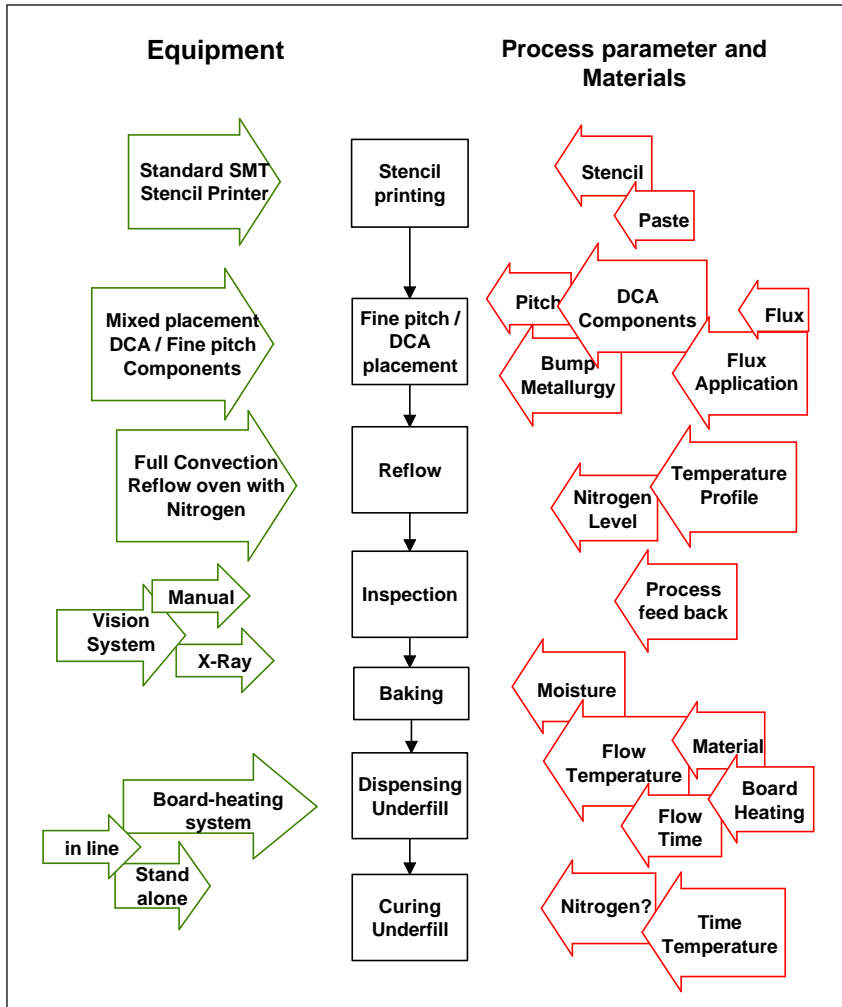 Equipment
Process parameter and
Materials
Standard SMT
Stencil Printer
Stencil
printing
Stencil
Paste
Mixed placement
DCA / Fine pitch
Components
Fine pitch /
DCA
placement
Pitch
DCA
Components
Flux
Bump
Metallurgy
Flux
Application
Full Convection
Reflow oven with
Nitrogen
Reflow
Nitrogen
Level
Temperature
Profile
Manual
Vision
System
X-Ray
Inspection
Process
feed back
Baking
Moisture
Board-heating
system
in line
Stand
alone
Dispensing
Underfill
Flow
Temperature
Material
Board
Heating
Flow
Time
Curing
Underfill
Nitrogen?
Time
Temperature